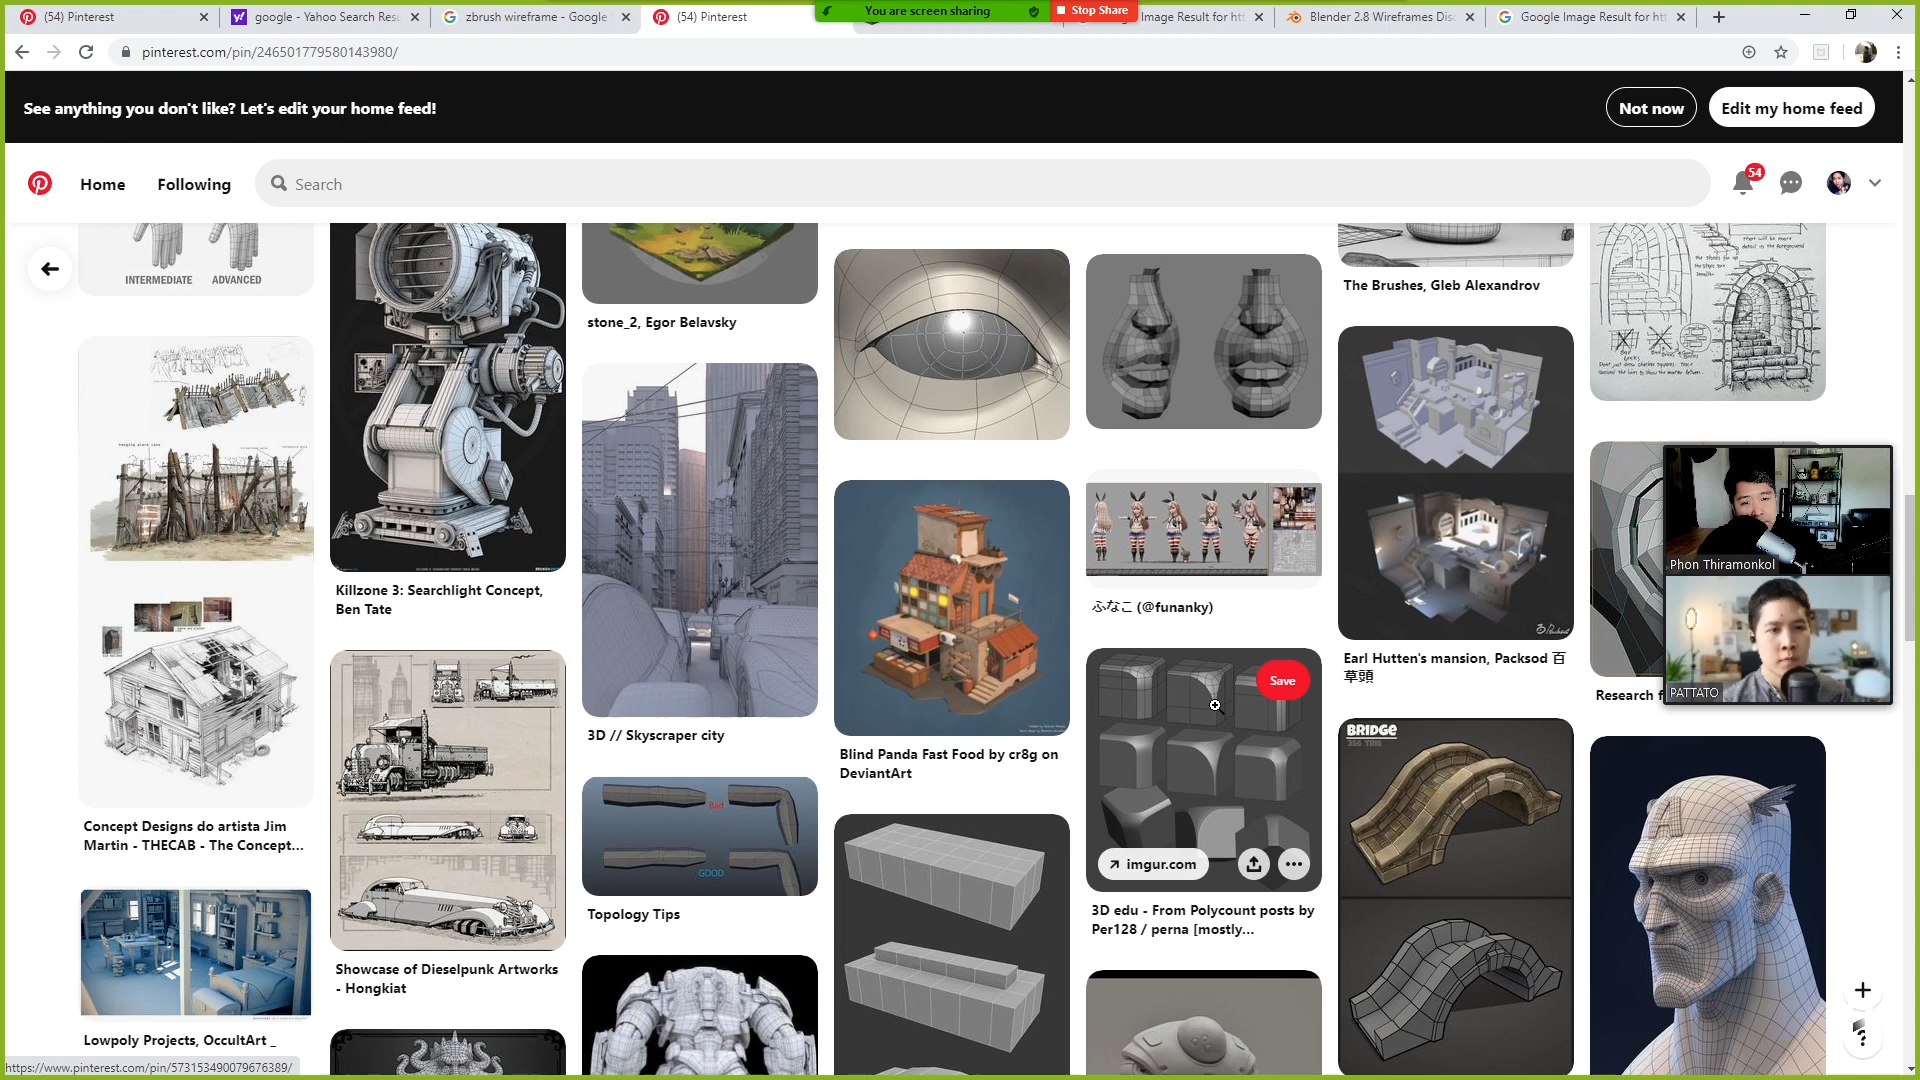 (54) Pinterest
google - Yahoo Search Resu
zbrush wireframe - Google
(54) Pinterest
You are screen sharing
Stop Share
Image Result for htt
Blender 2.8 Wireframes Dis
Google Image Result for htt
pinterest.com/pin/246501779580143980/
See anything you don't like? Let's edit your home feed!
Not now
Edit my home feed
Home
Following
Search
54
INTERMEDIATE
ADVANCED
The Brushes, Gleb Alexandrov
stone_2, Egor Belavsky
Killzone 3: Searchlight Concept,
Ben Tate
ふなこ (@funanky)
Phon Thiramonkol
PATTATO
Earl Hutten's mansion, Packsod 百
草頭
Research f
Save
3D // Skyscraper city
BRIDGE
356 TRIS
Blind Panda Fast Food by cr8g on
DeviantArt
Bad
GOOD
Concept Designs do artista Jim
Martin - THECAB - The Concept...
imgur.com
Topology Tips
3D edu - From Polycount posts by
Per128 / perna [mostly...
Showcase of Dieselpunk Artworks
- Hongkiat
Lowpoly Projects, OccultArt _
https://www.pinterest.com/pin/573153490079676389/